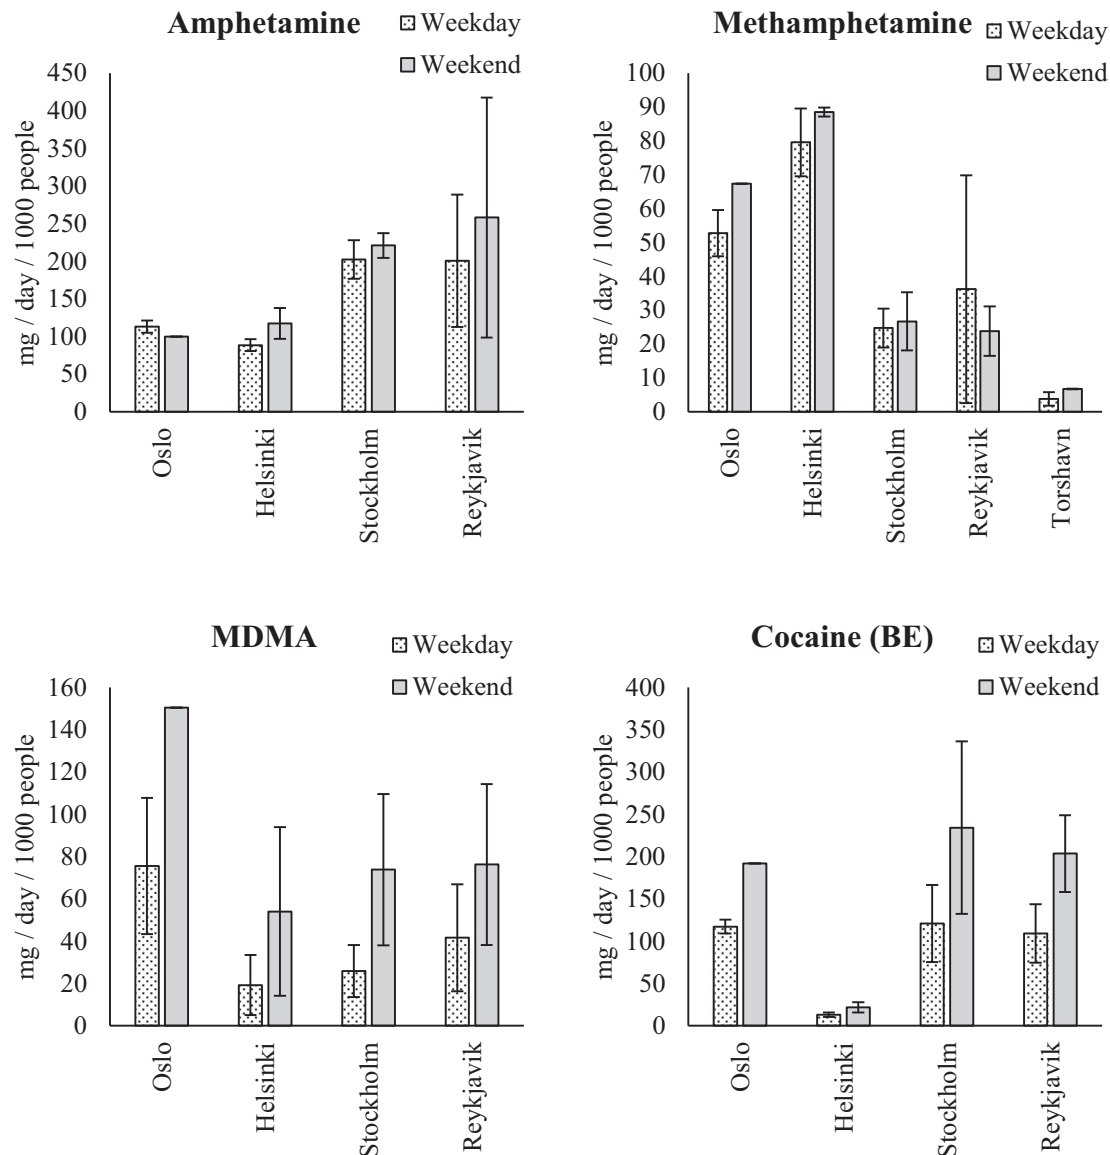 Amphetamine
Weekday
Weekend
mg / day / 1000 people
450
400
350
300
250
200
150
100
50
0
Oslo
Helsinki
Stockholm
Reykjavik
Methamphetamine
Weekday
Weekend
mg / day / 1000 people
100
90
80
70
60
50
40
30
20
10
0
Oslo
Helsinki
Stockholm
Reykjavik
Torshavn
MDMA
Weekday
Weekend
mg / day / 1000 people
160
140
120
100
80
60
40
20
0
Oslo
Helsinki
Stockholm
Reykjavik
Cocaine (BE)
Weekday
Weekend
mg / day / 1000 people
400
350
300
250
200
150
100
50
0
Oslo
Helsinki
Stockholm
Reykjavik